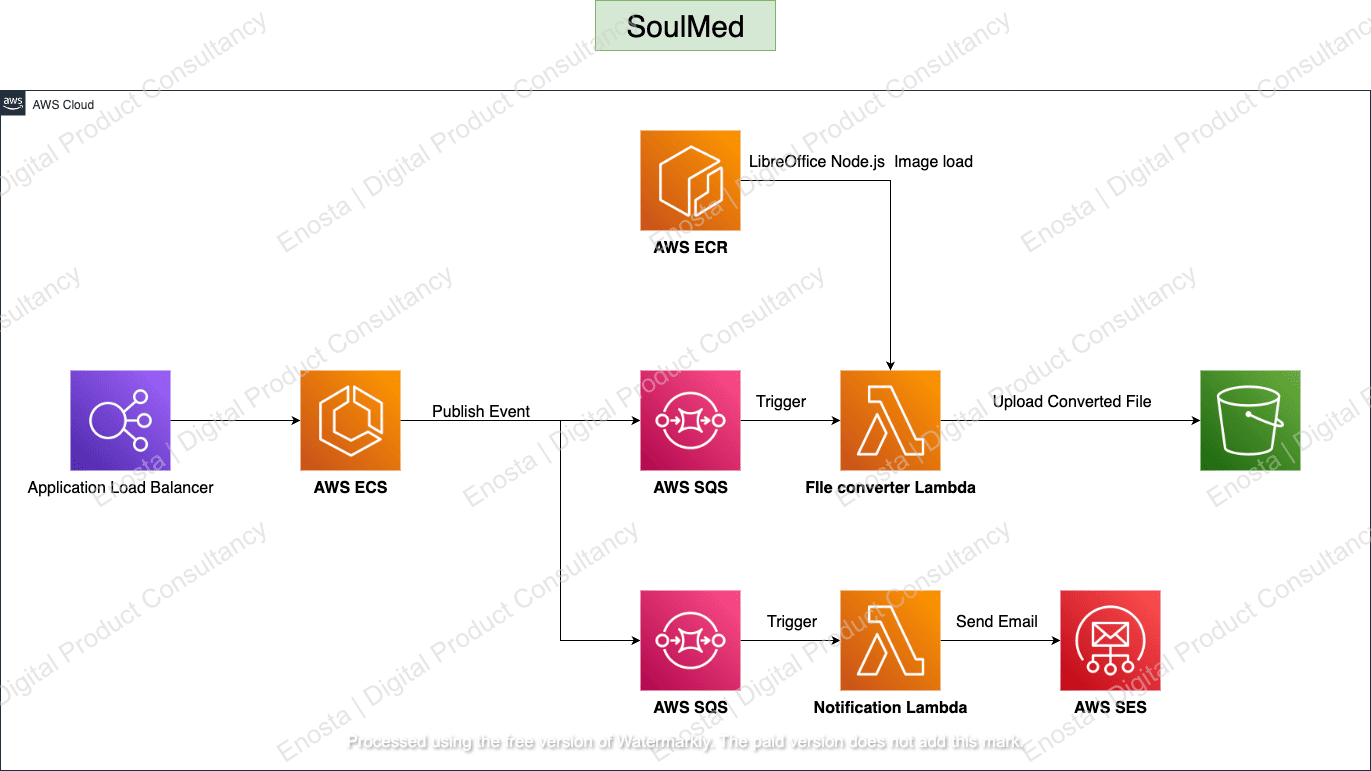 SoulMed
aws
AWS Cloud
LibreOffice Node.js Image load
AWS ECR
Publish Event
Trigger
Upload Converted File
Application Load Balancer
AWS ECS
AWS SQS
FIle converter Lambda
Trigger
Send Email
AWS SQS
Notification Lambda
AWS SES
Enosta | Digital Product Consultancy
Processed using the free version of Watermarkly. The paid version does not add this mark.